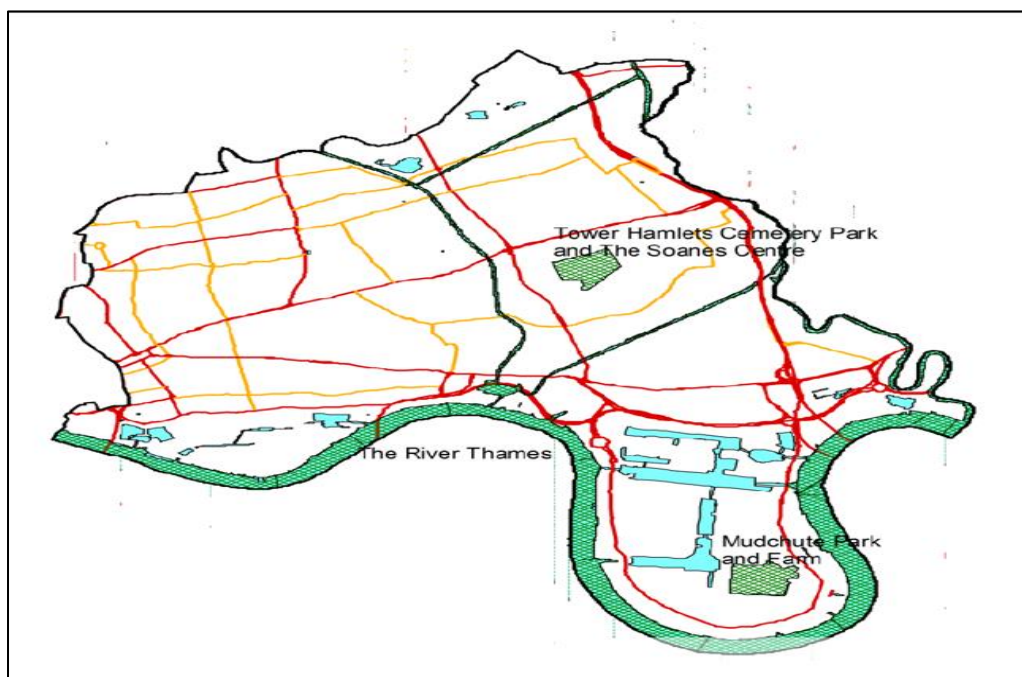 Tower Hamlets Cemetery Park
and The Soanes Centre
The River Thames
Mudchute Park
and Farm